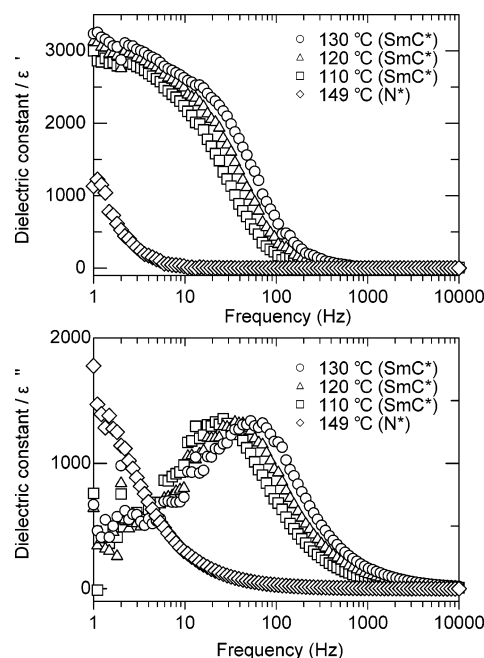 Dielectric constant / ε '
3000
2000
1000
0
○ 130 °C (SmC*)
△ 120 °C (SmC*)
□ 110 °C (SmC*)
◇ 149 °C (N*)
1 10 100 1000 10000
Frequency (Hz)
Dielectric constant / ε "
2000
1000
0
○ 130 °C (SmC*)
△ 120 °C (SmC*)
□ 110 °C (SmC*)
◇ 149 °C (N*)
1 10 100 1000 10000
Frequency (Hz)